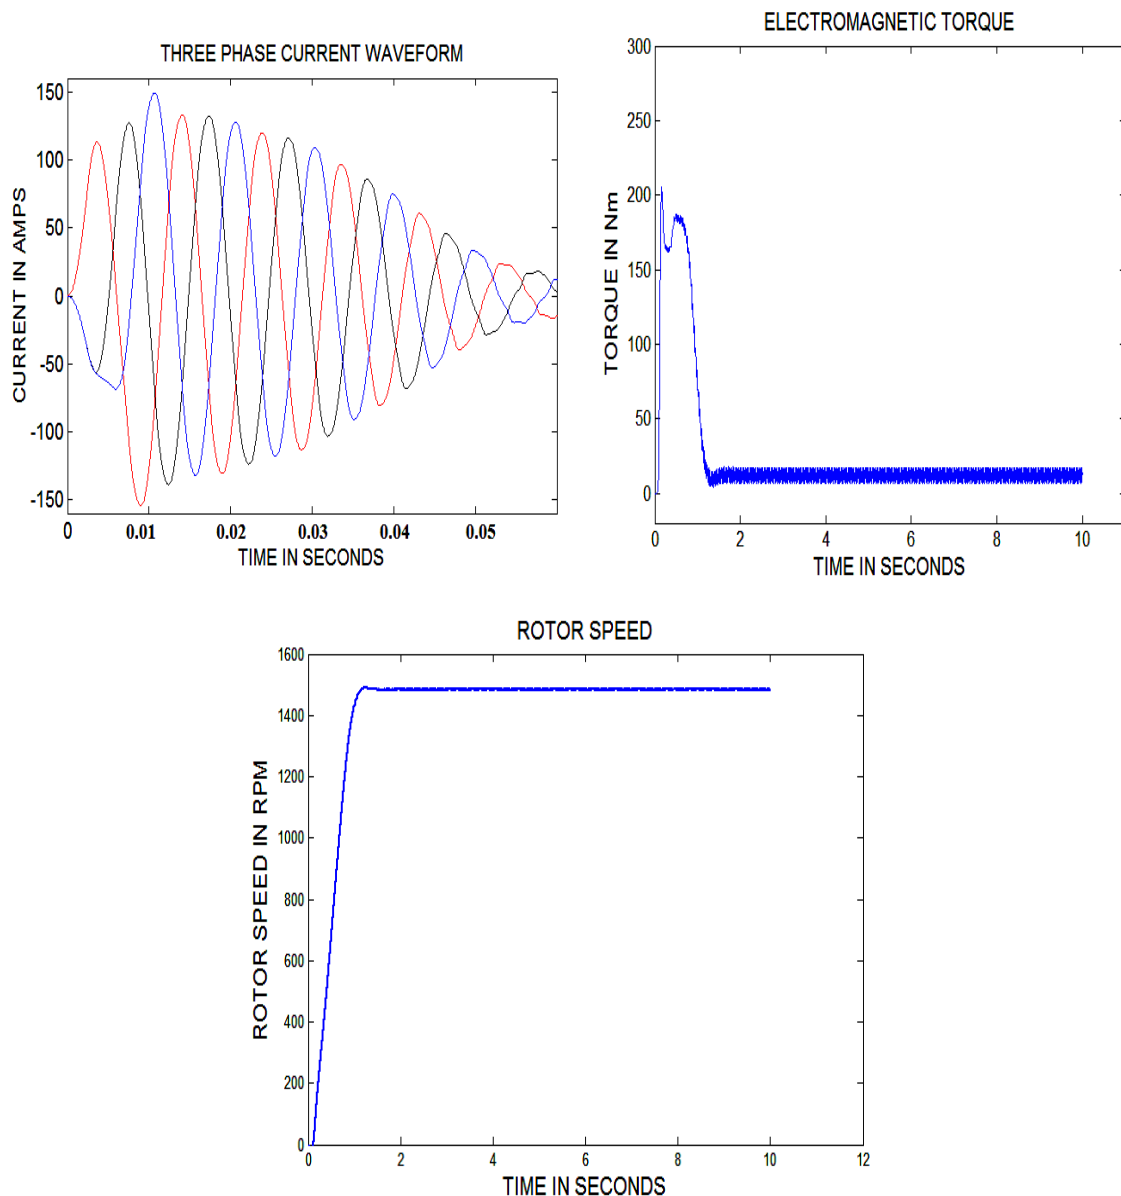 THREE PHASE CURRENT WAVEFORM
CURRENT IN AMPS
150
100
50
0
-50
-100
-150
0 0.01 0.02 0.03 0.04 0.05
TIME IN SECONDS
ELECTROMAGNETIC TORQUE
TORQUE IN Nm
300
250
200
150
100
50
0
0 2 4 6 8 10
TIME IN SECONDS
ROTOR SPEED
ROTOR SPEED IN RPM
1600
1400
1200
1000
800
600
400
200
0
0 2 4 6 8 10 12
TIME IN SECONDS